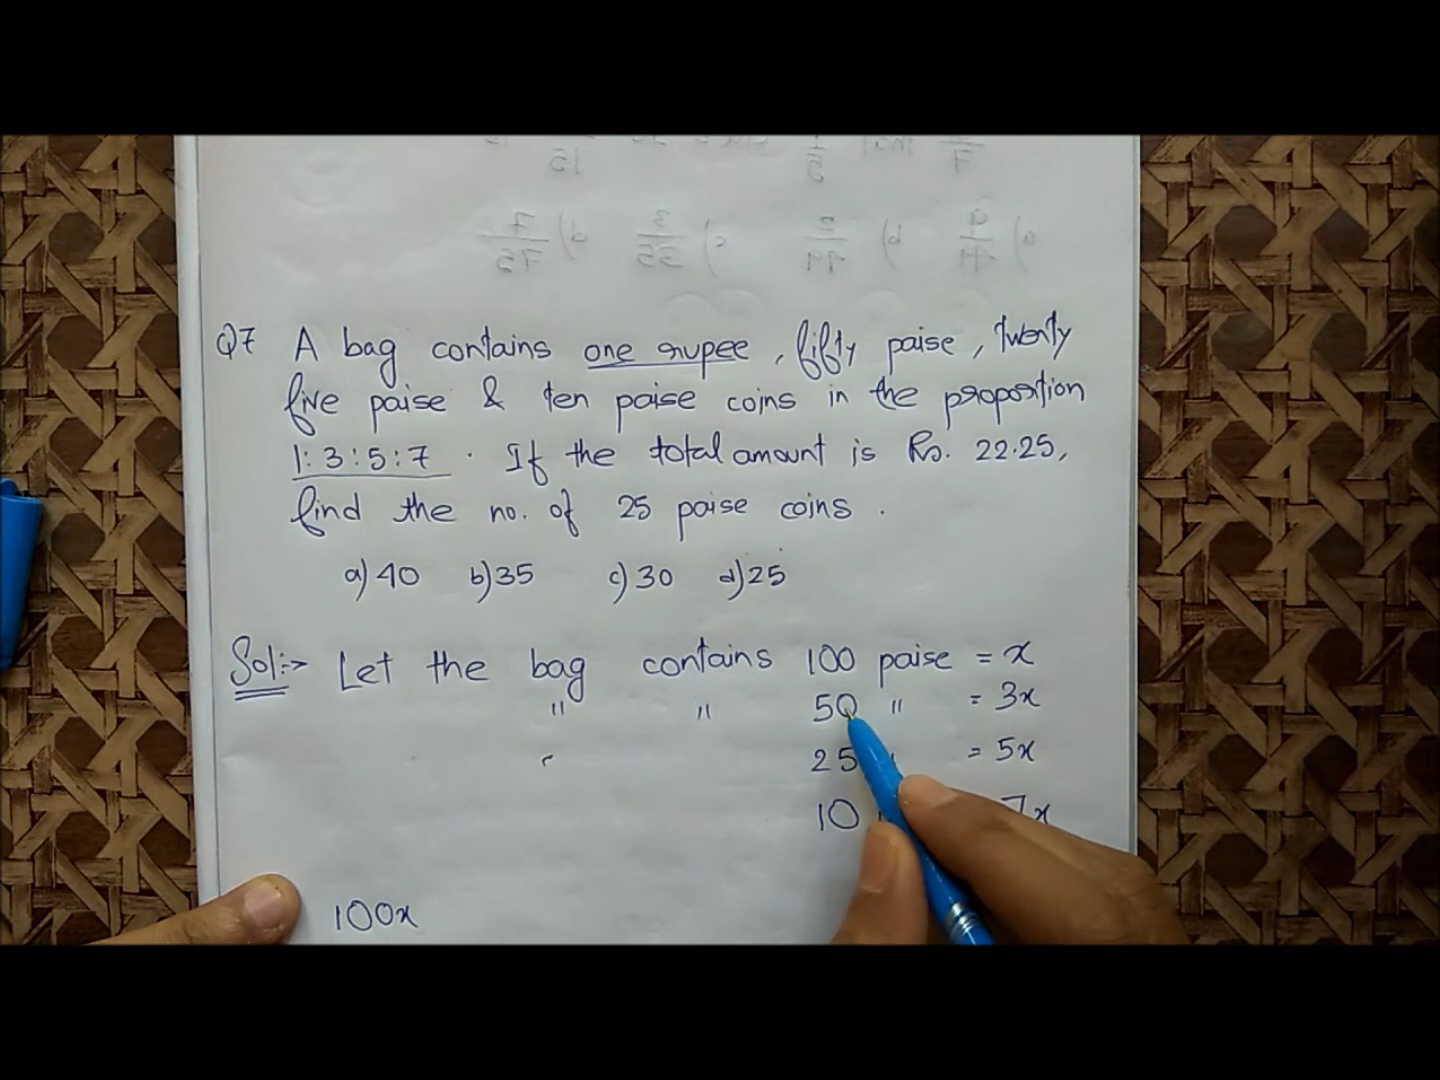 Q7 A bag contains one rupee, fifty paise, twenty
five paise & ten paise coins in the proportion
1:3:5:7. If the total amount is Rs. 22.25,
find the no. of 25 paise coins.
a) 40 b) 35 c) 30 d) 25
Sol:-> Let the bag contains 100 paise = x
" " 50 " = 3x
25 = 5x
10 7x
100x